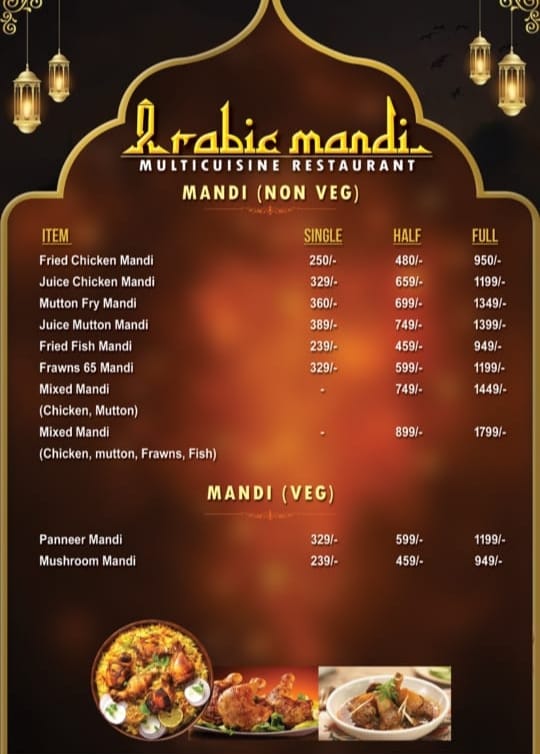 Arabic mandi
MULTICUISINE RESTAURANT
MANDI (NON VEG)
ITEM SINGLE HALF FULL
Fried Chicken Mandi 250/- 480/- 950/-
Juice Chicken Mandi 329/- 659/- 1199/-
Mutton Fry Mandi 360/- 699/- 1349/-
Juice Mutton Mandi 389/- 749/- 1399/-
Fried Fish Mandi 239/- 459/- 949/-
Frawns 65 Mandi 329/- 599/- 1199/-
Mixed Mandi - 749/- 1449/-
(Chicken, Mutton)
Mixed Mandi - 899/- 1799/-
(Chicken, mutton, Frawns, Fish)
MANDI (VEG)
Panneer Mandi 329/- 599/- 1199/-
Mushroom Mandi 239/- 459/- 949/-